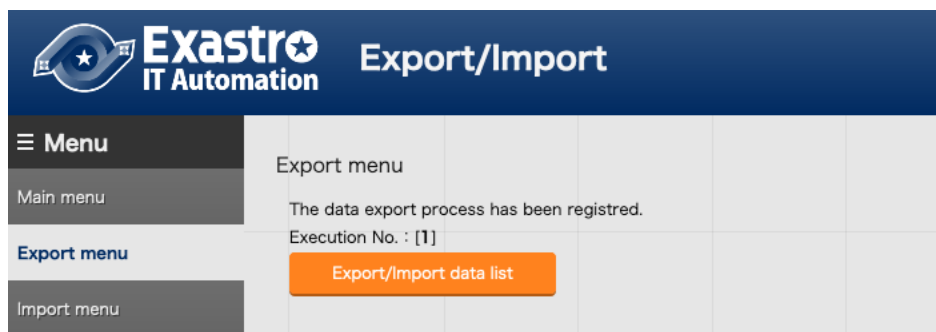 Exastro
IT Automation
Export/Import
Menu
Main menu
Export menu
Import menu
Export menu
The data export process has been registred.
Execution No. : [1]
Export/Import data list